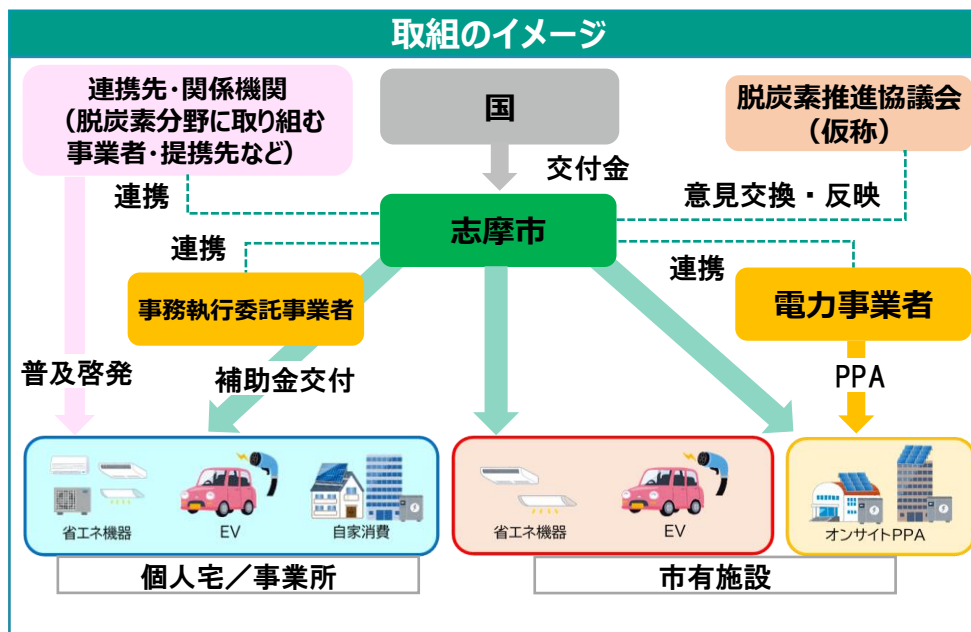 取組のイメージ
連携先・関係機関
（脱炭素分野に取り組む
事業者・提携先など）
国
脱炭素推進協議会
（仮称）
交付金
連携
意見交換・反映
志摩市
連携
連携
事務執行委託事業者
電力事業者
普及啓発
補助金交付
PPA
省エネ機器
EV
自家消費
省エネ機器
EV
オンサイトPPA
個人宅／事業所
市有施設